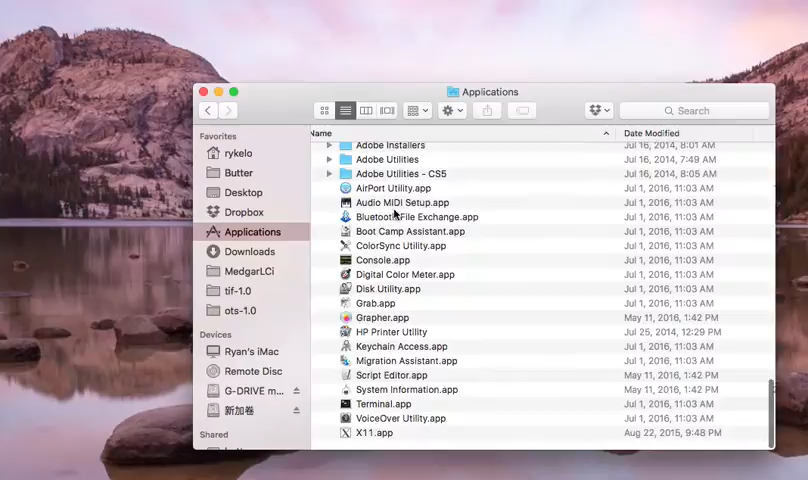 Applications
Search
Favorites
rykelo
Butter
Desktop
Dropbox
Applications
Downloads
MedgarLCi
tif-1.0
ots-1.0
Devices
Ryan's iMac
Remote Disc
G-DRIVE m...
新加卷
Shared
Name Date Modified
Adobe Installers Jul 16, 2014, 8:01 AM
Adobe Utilities Jul 16, 2014, 7:49 AM
Adobe Utilities - CS5 Jul 16, 2014, 8:05 AM
AirPort Utility.app Jul 1, 2016, 11:03 AM
Audio MIDI Setup.app Jul 1, 2016, 11:03 AM
Bluetooth File Exchange.app Jul 1, 2016, 11:03 AM
Boot Camp Assistant.app Jul 1, 2016, 11:03 AM
ColorSync Utility.app Jul 1, 2016, 11:03 AM
Console.app Jul 1, 2016, 11:03 AM
Digital Color Meter.app Jul 1, 2016, 11:03 AM
Disk Utility.app Jul 1, 2016, 11:03 AM
Grab.app Jul 1, 2016, 11:03 AM
Grapher.app May 11, 2016, 1:42 PM
HP Printer Utility Jul 25, 2014, 12:29 PM
Keychain Access.app Jul 1, 2016, 11:03 AM
Migration Assistant.app Jul 1, 2016, 11:03 AM
Script Editor.app May 11, 2016, 1:42 PM
System Information.app May 11, 2016, 1:42 PM
Terminal.app Jul 1, 2016, 11:03 AM
VoiceOver Utility.app Jul 1, 2016, 11:03 AM
X11.app Aug 22, 2015, 9:48 PM